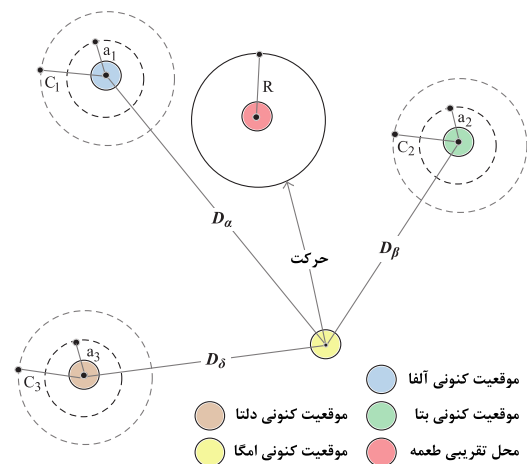 a1
C1
R
a2
C2
Dα
Dβ
حرکت
a3
C3
Dδ
موقعیت کنونی آلفا
موقعیت کنونی بتا
موقعیت کنونی دلتا
محل تقریبی طعمه
موقعیت کنونی امگا